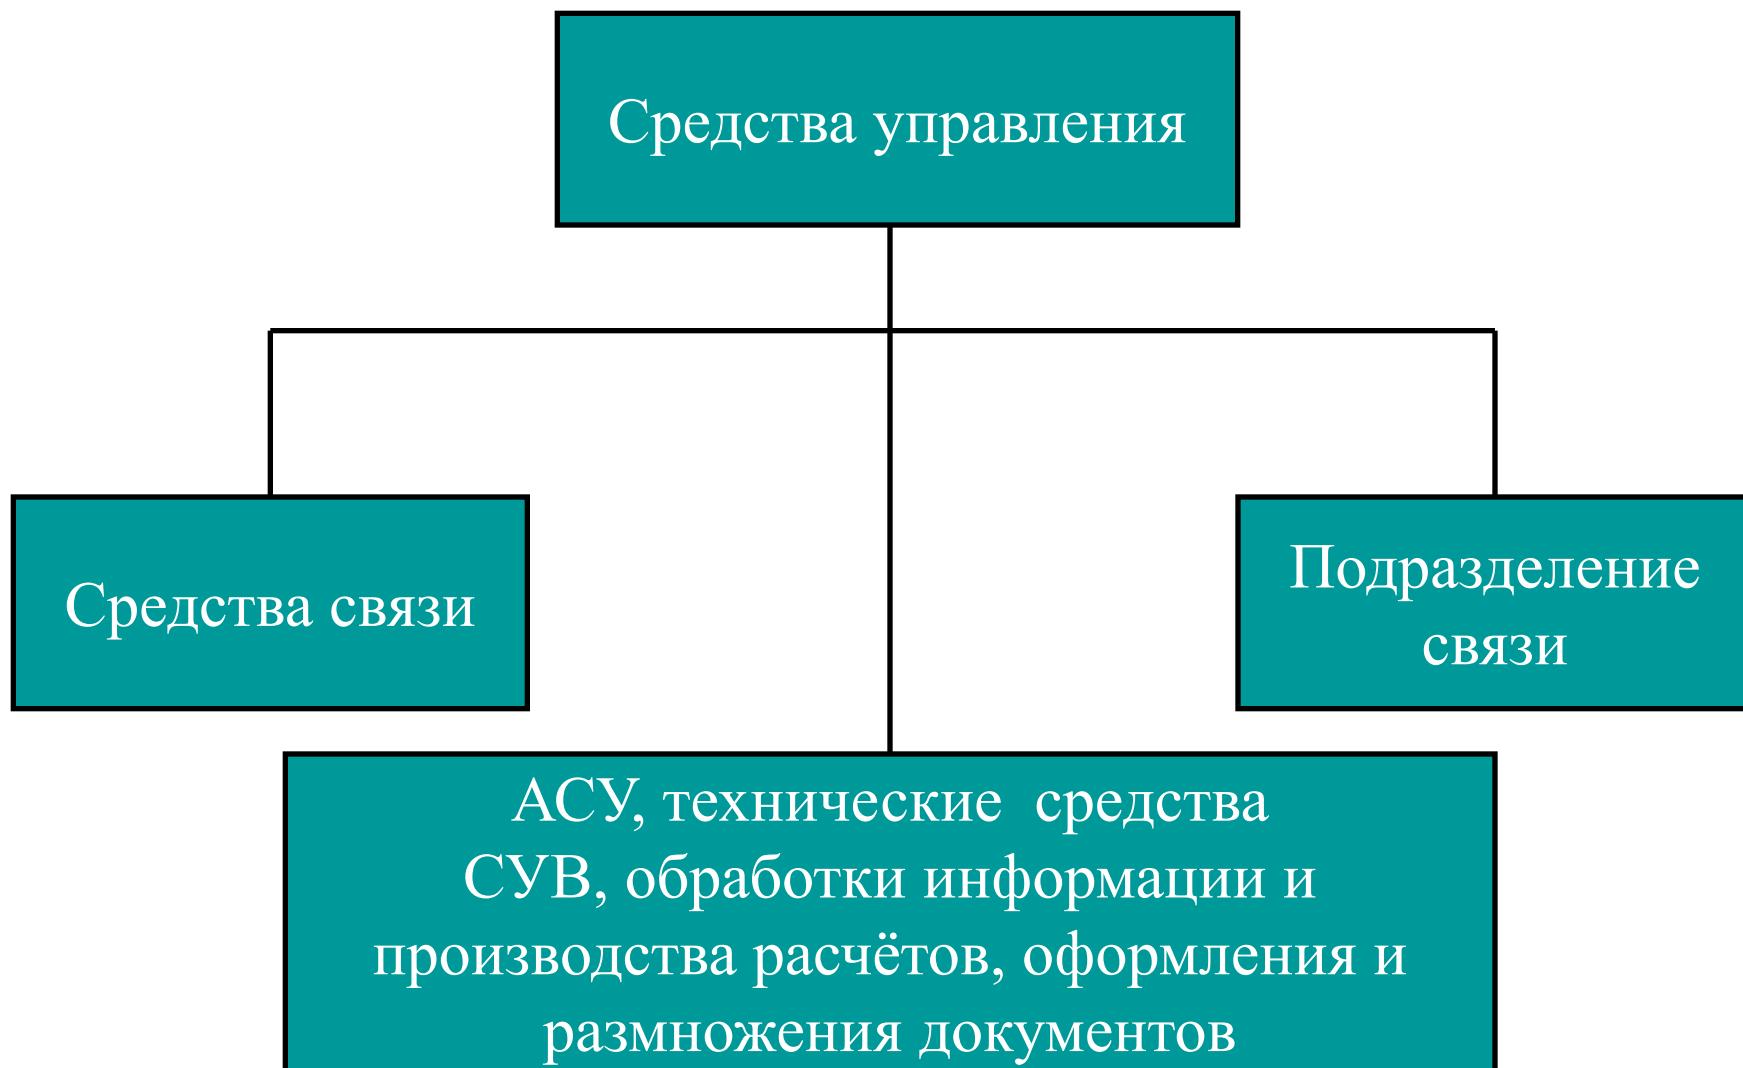 Средства управления
Средства связи
Подразделение
связи
АСУ, технические  средства
СУВ, обработки информации и
производства расчётов, оформления и
размножения документов